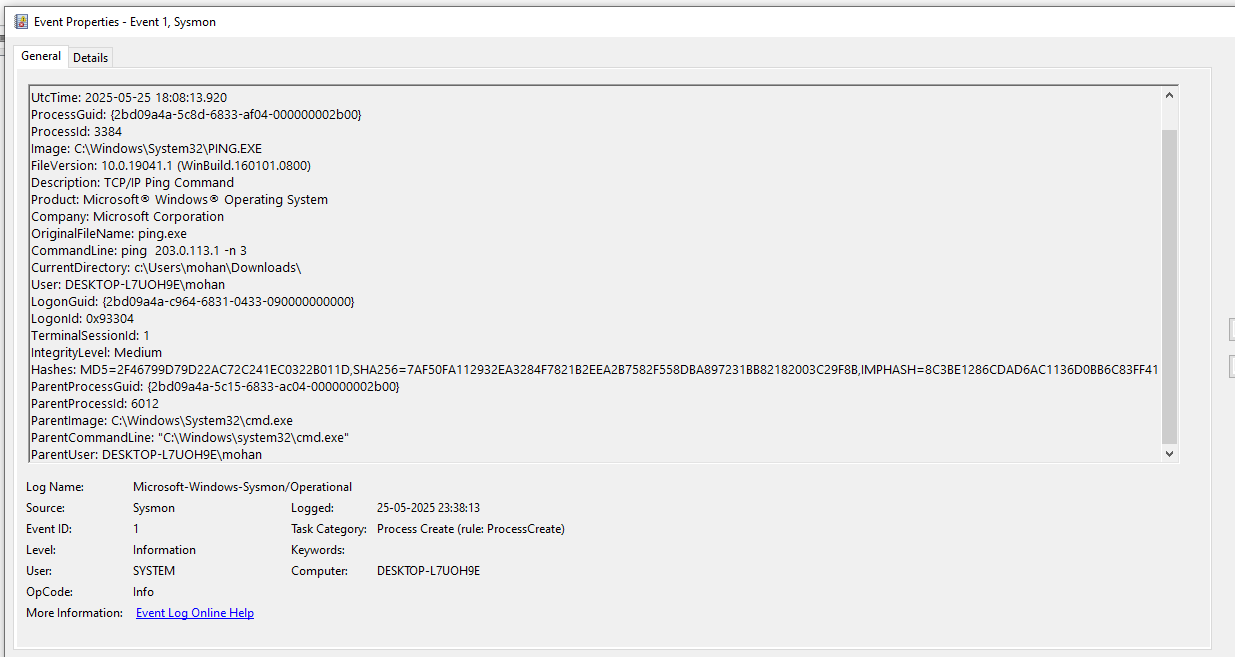 Event Properties - Event 1, Sysmon
General Details
UtcTime: 2025-05-25 18:08:13.920
ProcessGuid: {2bd09a4a-5c8d-6833-af04-000000002b00}
ProcessId: 3384
Image: C:\Windows\System32\PING.EXE
FileVersion: 10.0.19041.1 (WinBuild.160101.0800)
Description: TCP/IP Ping Command
Product: Microsoft® Windows® Operating System
Company: Microsoft Corporation
OriginalFileName: ping.exe
CommandLine: ping  203.0.113.1 -n 3
CurrentDirectory: c:\Users\mohan\Downloads\
User: DESKTOP-L7UOH9E\mohan
LogonGuid: {2bd09a4a-c964-6831-0433-090000000000}
LogonId: 0x93304
TerminalSessionId: 1
IntegrityLevel: Medium
Hashes: MD5=2F46799D79D22AC72C241EC0322B011D,SHA256=7AF50FA112932EA3284F7821B2EEA2B7582F558DBA897231BB82182003C29F8B,IMPHASH=8C3BE1286CDAD6AC1136D0BB6C83FF41
ParentProcessGuid: {2bd09a4a-5c15-6833-ac04-000000002b00}
ParentProcessId: 6012
ParentImage: C:\Windows\System32\cmd.exe
ParentCommandLine: "C:\Windows\system32\cmd.exe"
ParentUser: DESKTOP-L7UOH9E\mohan
Log Name: Microsoft-Windows-Sysmon/Operational
Source: Sysmon Logged: 25-05-2025 23:38:13
Event ID: 1 Task Category: Process Create (rule: ProcessCreate)
Level: Information Keywords:
User: SYSTEM Computer: DESKTOP-L7UOH9E
OpCode: Info
More Information: Event Log Online Help